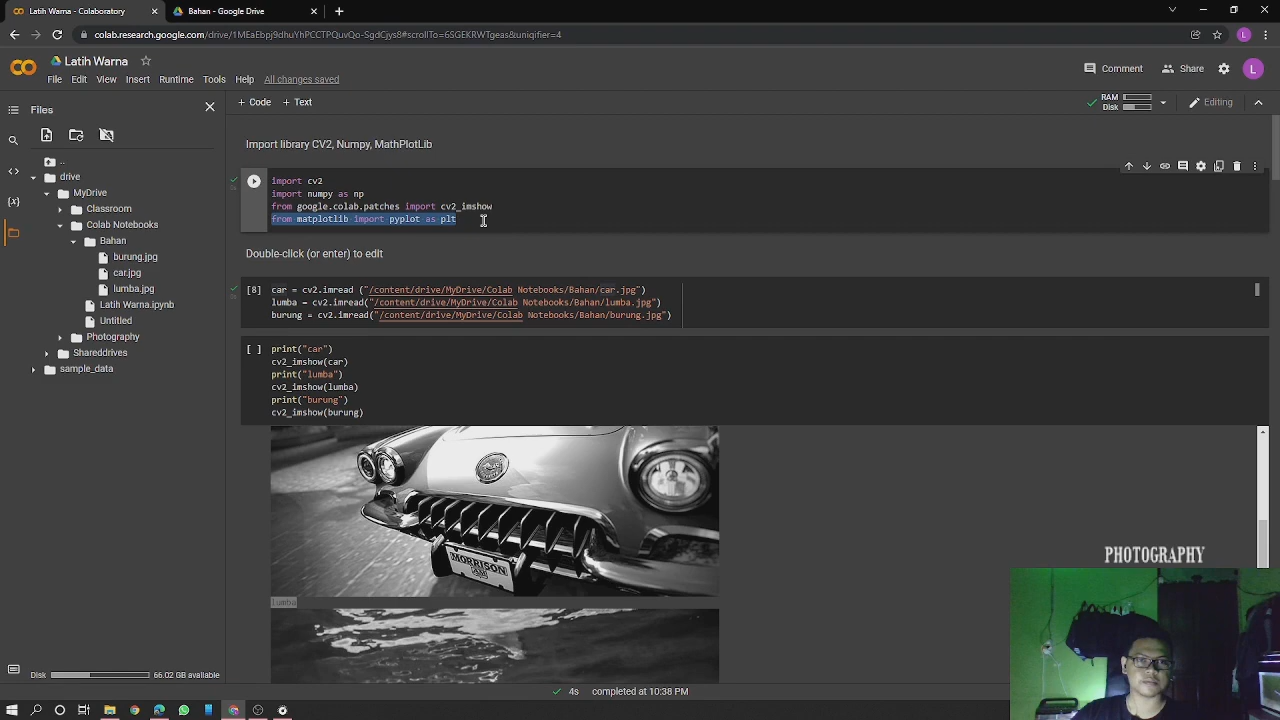 Latih Warna - Colaboratory
Bahan - Google Drive
colab.research.google.com/drive/1MEaEbpj9dhuYhPCCTPQuvQo-SgdCjys8#scrollTo=6SGEKRWTgeas&uniqifier=4
L
Latih Warna
File Edit View Insert Runtime Tools Help All changes saved
Comment
Share
L
Files
+ Code + Text
RAM
Disk
Editing
..
drive
MyDrive
Classroom
Colab Notebooks
Bahan
burung.jpg
car.jpg
lumba.jpg
Latih Warna.ipynb
Untitled
Photography
Shareddrives
sample_data
Disk
66.02 GB available
Import library CV2, Numpy, MathPlotLib
import cv2
import numpy as np
from google.colab.patches import cv2_imshow
from matplotlib import pyplot as plt
Double-click (or enter) to edit
[8] car = cv2.imread ("/content/drive/MyDrive/Colab Notebooks/Bahan/car.jpg")
lumba = cv2.imread("/content/drive/MyDrive/Colab Notebooks/Bahan/lumba.jpg")
burung = cv2.imread("/content/drive/MyDrive/Colab Notebooks/Bahan/burung.jpg")
[ ] print("car")
cv2_imshow(car)
print("lumba")
cv2_imshow(lumba)
print("burung")
cv2_imshow(burung)
MORRISON
lumba
PHOTOGRAPHY
4s completed at 10:38 PM